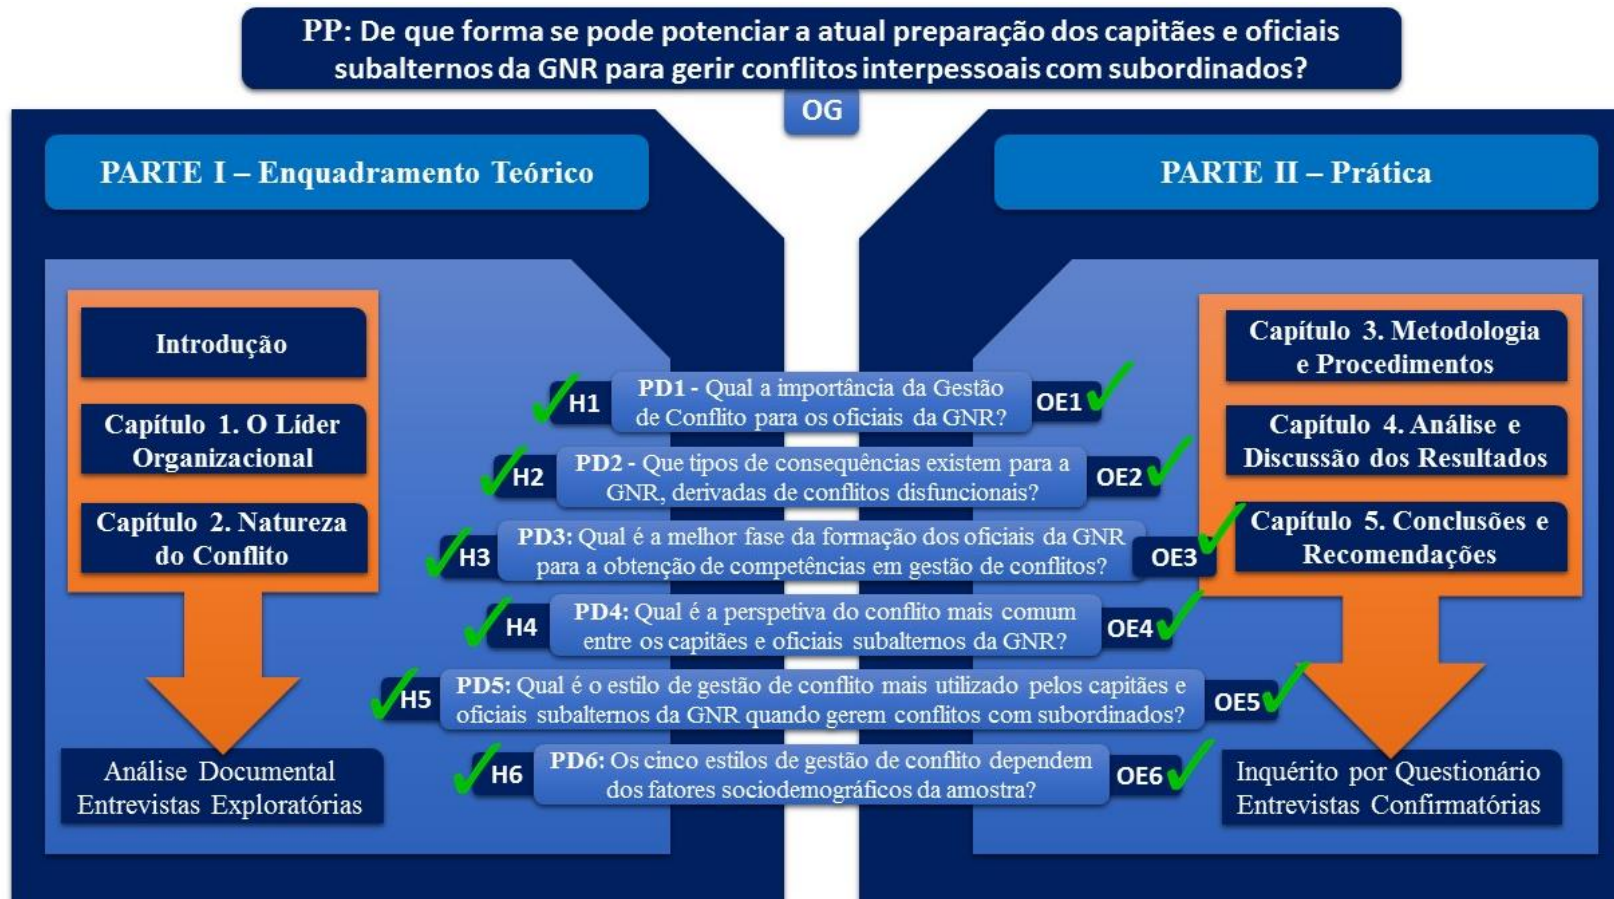 PP: De que forma se pode potenciar a atual preparação dos capitães e oficiais
subalternos da GNR para gerir conflitos interpessoais com subordinados?
OG
PARTE I – Enquadramento Teórico
Introdução
Capítulo 1. O Líder
Organizacional
Capítulo 2. Natureza
do Conflito
Análise Documental
Entrevistas Exploratórias
H1
PD1 - Qual a importância da Gestão
de Conflito para os oficiais da GNR?
OE1
H2
PD2 - Que tipos de consequências existem para a
GNR, derivadas de conflitos disfuncionais?
OE2
H3
PD3: Qual é a melhor fase da formação dos oficiais da GNR
para a obtenção de competências em gestão de conflitos?
OE3
H4
PD4: Qual é a perspetiva do conflito mais comum
entre os capitães e oficiais subalternos da GNR?
OE4
H5
PD5: Qual é o estilo de gestão de conflito mais utilizado pelos capitães e
oficiais subalternos da GNR quando gerem conflitos com subordinados?
OE5
H6
PD6: Os cinco estilos de gestão de conflito dependem
dos fatores sociodemográficos da amostra?
OE6
PARTE II – Prática
Capítulo 3. Metodologia
e Procedimentos
Capítulo 4. Análise e
Discussão dos Resultados
Capítulo 5. Conclusões e
Recomendações
Inquérito por Questionário
Entrevistas Confirmatórias